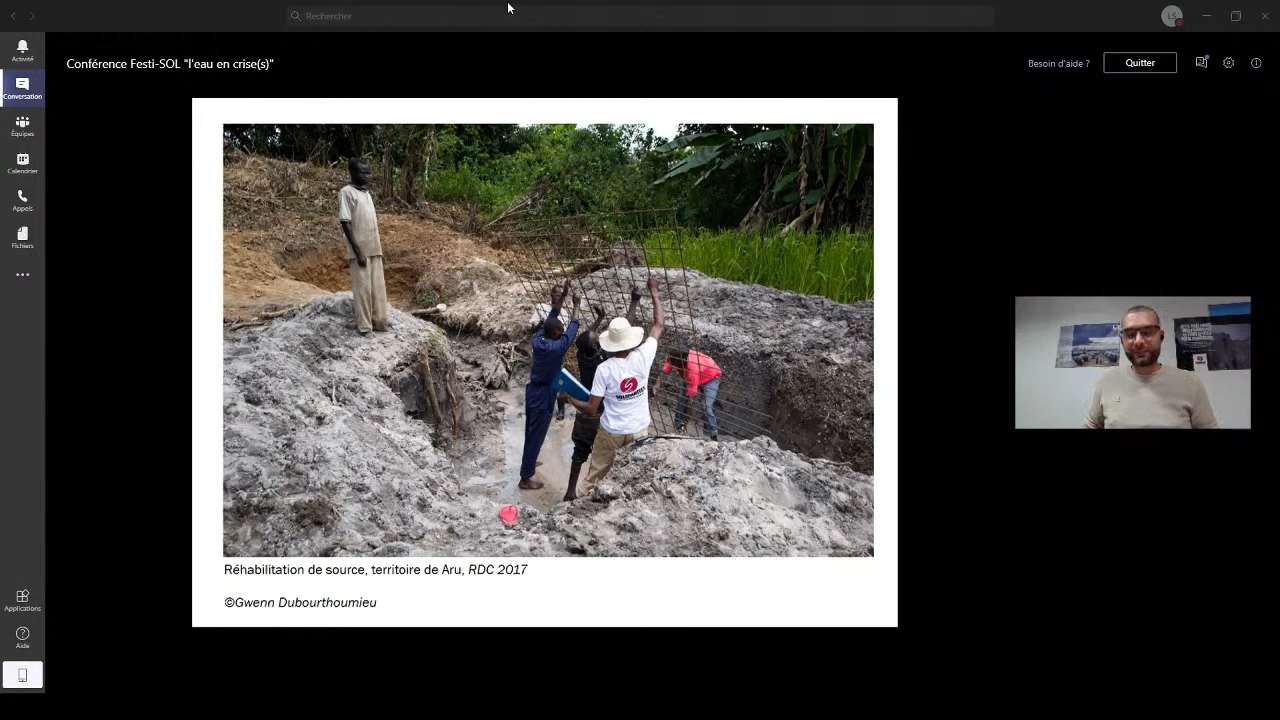 Rechercher
LS
Activité
Conférence Festi-SOL "l'eau en crise(s)"
Besoin d'aide ?
Quitter
Conversation
Équipes
Calendrier
Appels
Fichiers
Réhabilitation de source, territoire de Aru, RDC 2017
©Gwenn Dubourthoumieu
Applications
Aide